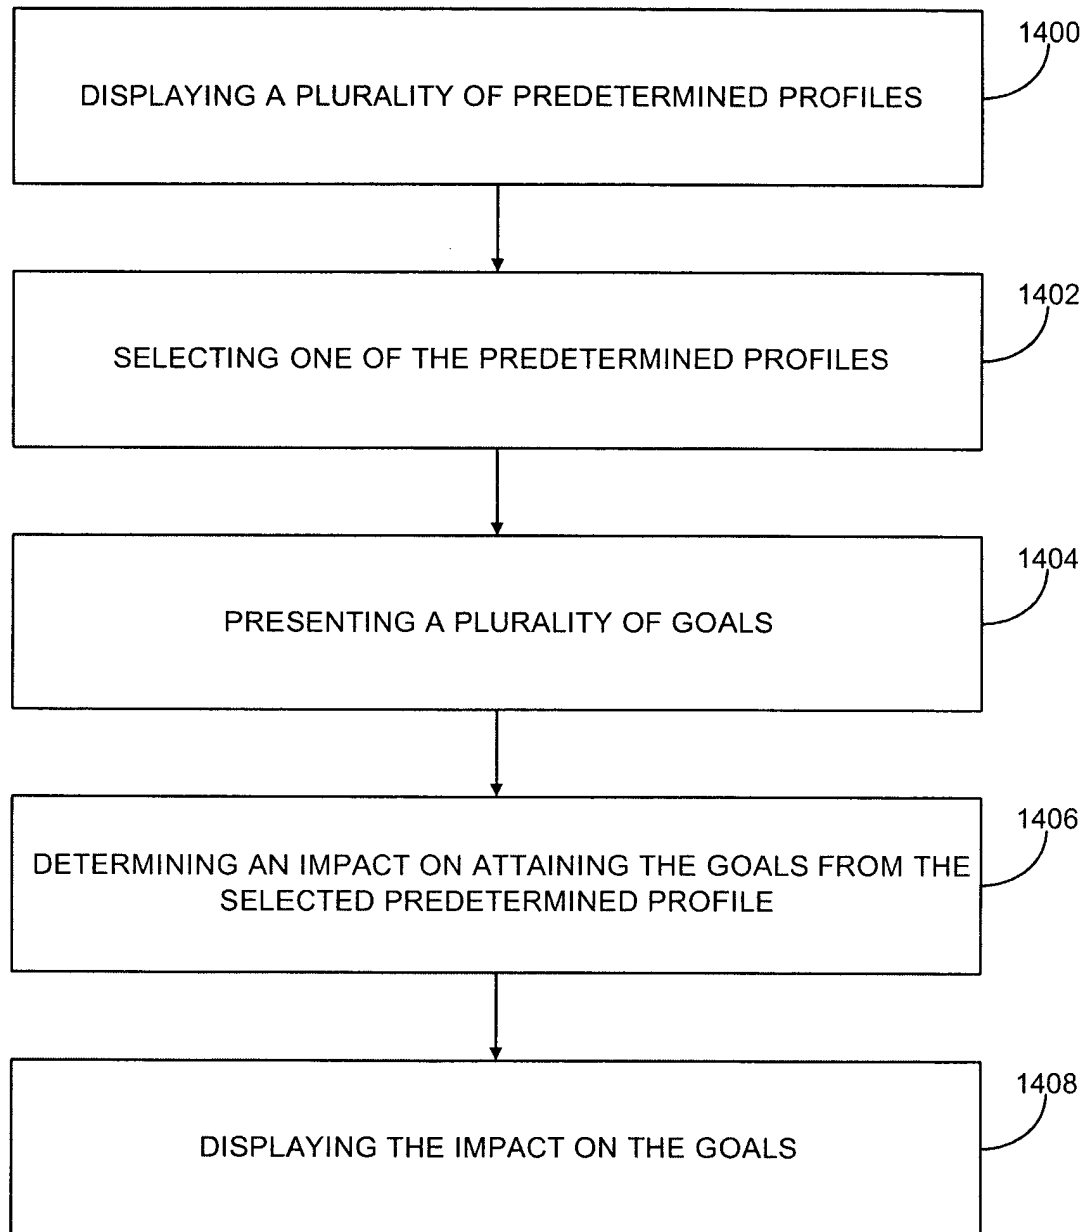 1400
DISPLAYING A PLURALITY OF PREDETERMINED PROFILES
1402
SELECTING ONE OF THE PREDETERMINED PROFILES
1404
PRESENTING A PLURALITY OF GOALS
1406
DETERMINING AN IMPACT ON ATTAINING THE GOALS FROM THE
SELECTED PREDETERMINED PROFILE
1408
DISPLAYING THE IMPACT ON THE GOALS